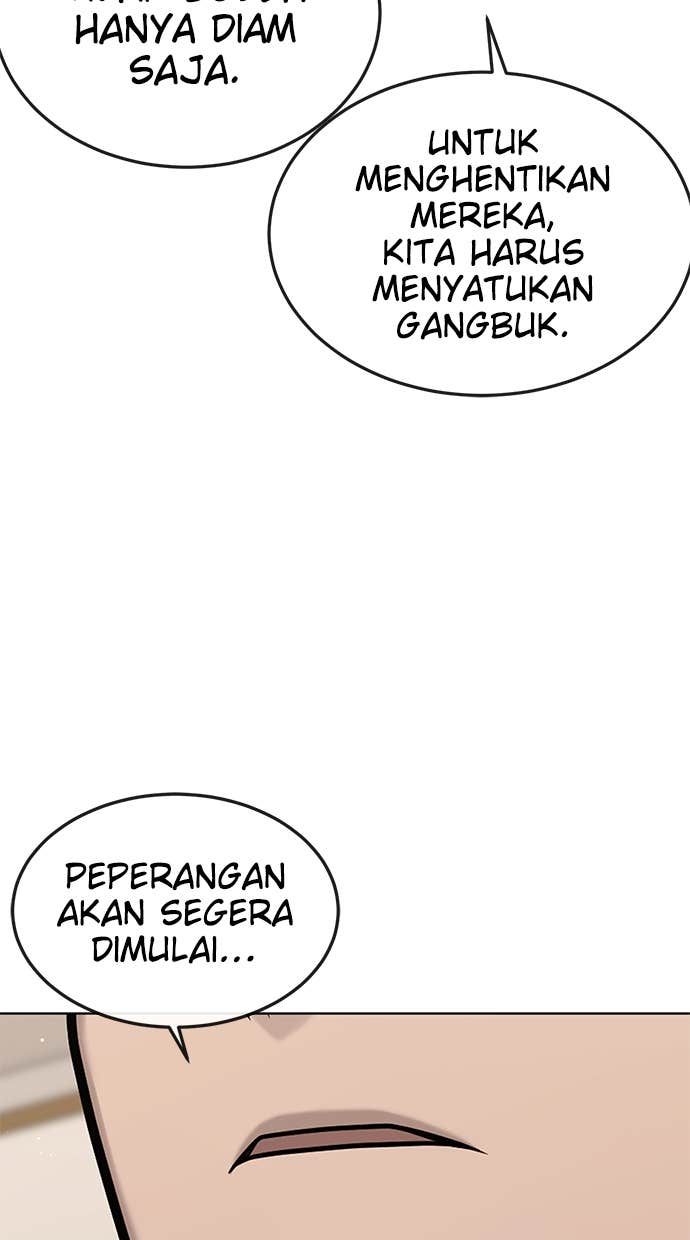 HANYA DIAM
SAJA.
UNTUK
MENGHENTIKAN
MEREKA,
KITA HARUS
MENYATUKAN
GANGBUK.
PEPERANGAN
AKAN SEGERA
DIMULAI...